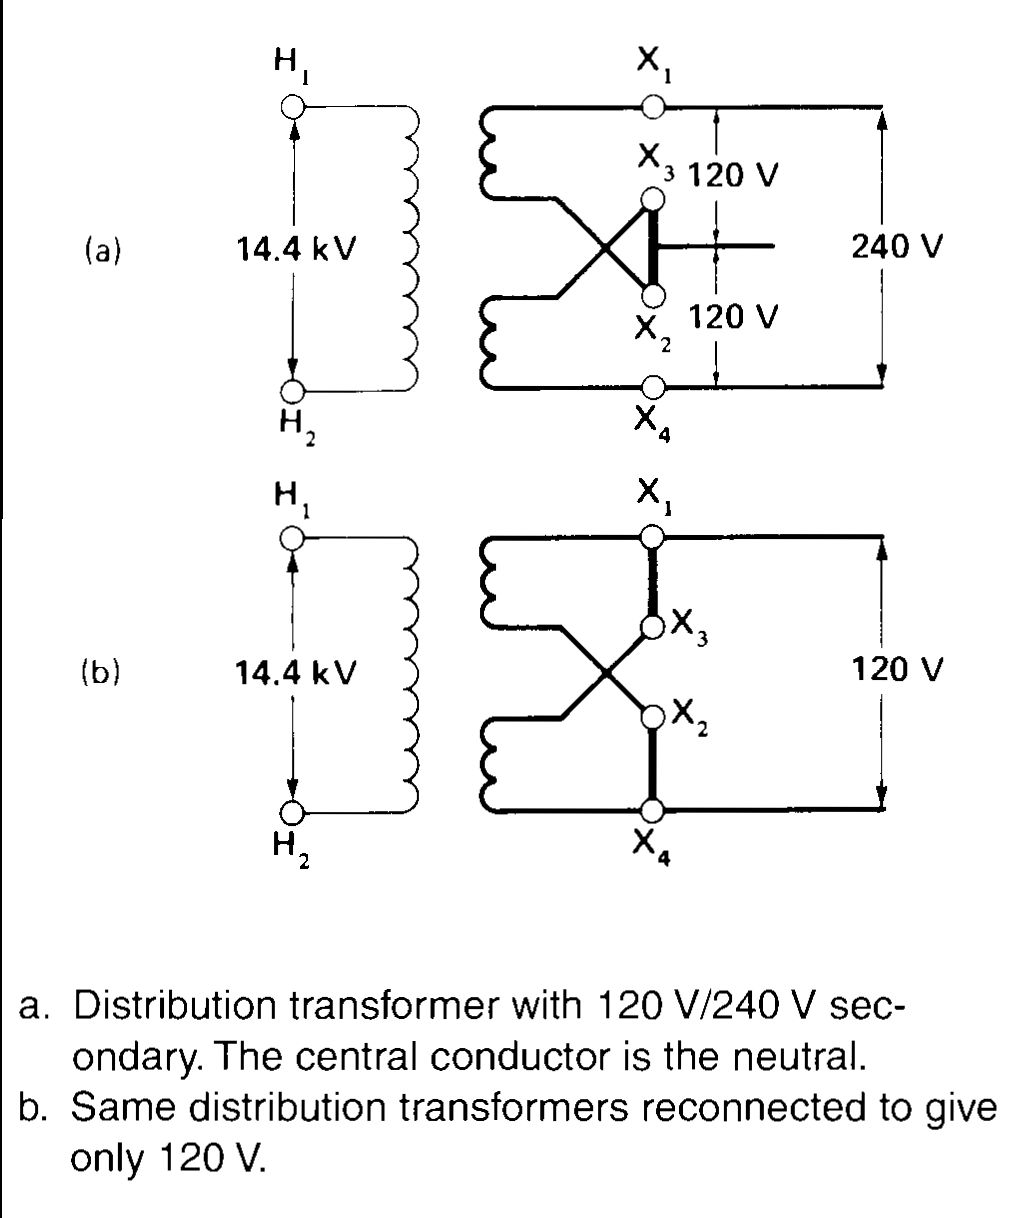 H1 X1
X3 120 V
(a) 14.4 kV 240 V
120 V
X2
H2 X4
H1 X1
X3
(b) 14.4 kV 120 V
X2
H2 X4
a. Distribution transformer with 120 V/240 V sec-
ondary. The central conductor is the neutral.
b. Same distribution transformers reconnected to give
only 120 V.